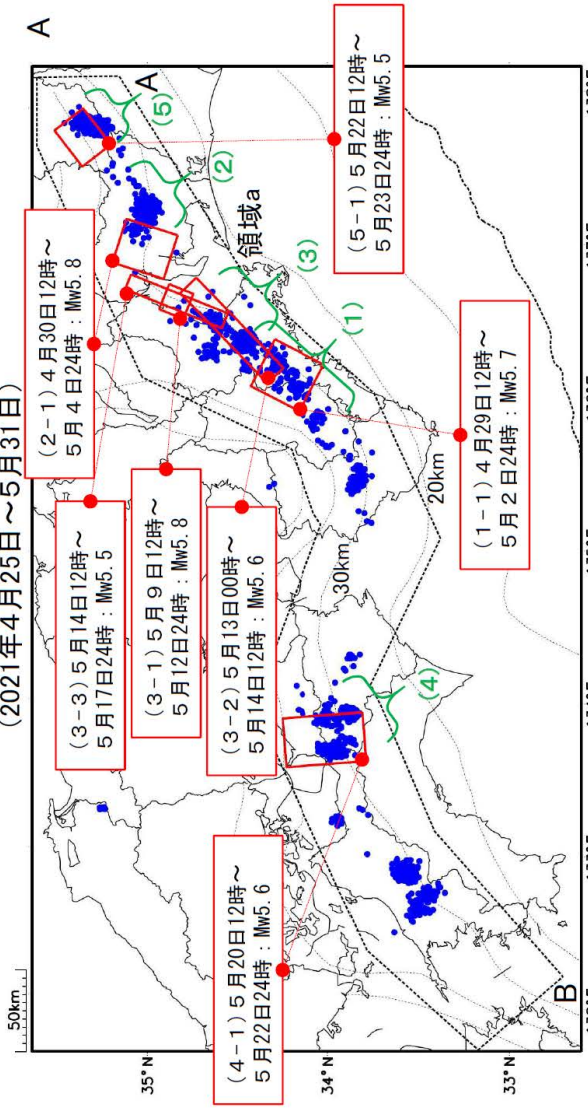 (2021年4月25日~5月31日)
A
50km
(2-1) 4月30日12時~
5月4日24時:Mw5.8
(3-3) 5月14日12時~
5月17日24時:Mw5.5
(3-1) 5月9日12時~
5月12日24時:Mw5.8
(3-2) 5月13日00時~
5月14日12時:Mw5.6
(4-1) 5月20日12時~
5月22日24時:Mw5.6
A
(5)
(2)
領域a
(3)
(1)
(4)
(5-1) 5月22日12時~
5月23日24時:Mw5.5
(1-1) 4月29日12時~
5月2日24時:Mw5.7
30km
20km
B
35°N
34°N
33°N